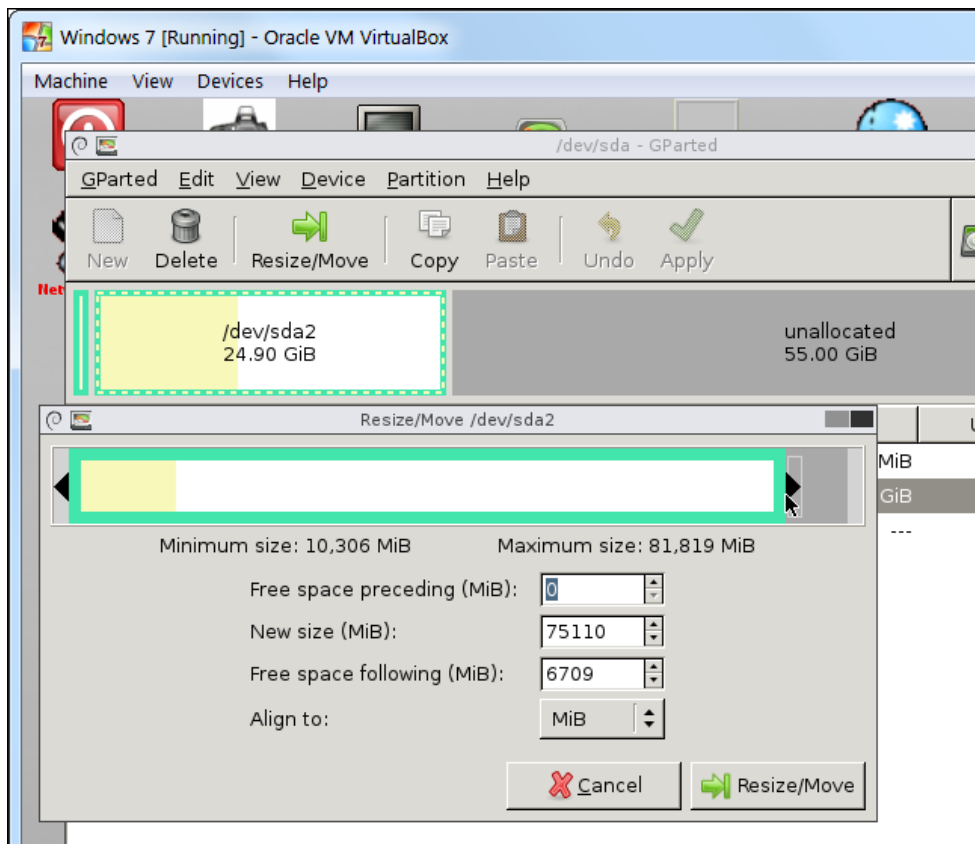 Windows 7 [Running] - Oracle VM VirtualBox
Machine View Devices Help
/dev/sda - GParted
GParted Edit View Device Partition Help
New Delete Resize/Move Copy Paste Undo Apply
Net
/dev/sda2
24.90 GiB
unallocated
55.00 GiB
Resize/Move /dev/sda2
MiB
GiB
---
Minimum size: 10,306 MiB Maximum size: 81,819 MiB
Free space preceding (MiB): 0
New size (MiB): 75110
Free space following (MiB): 6709
Align to: MiB
Cancel Resize/Move